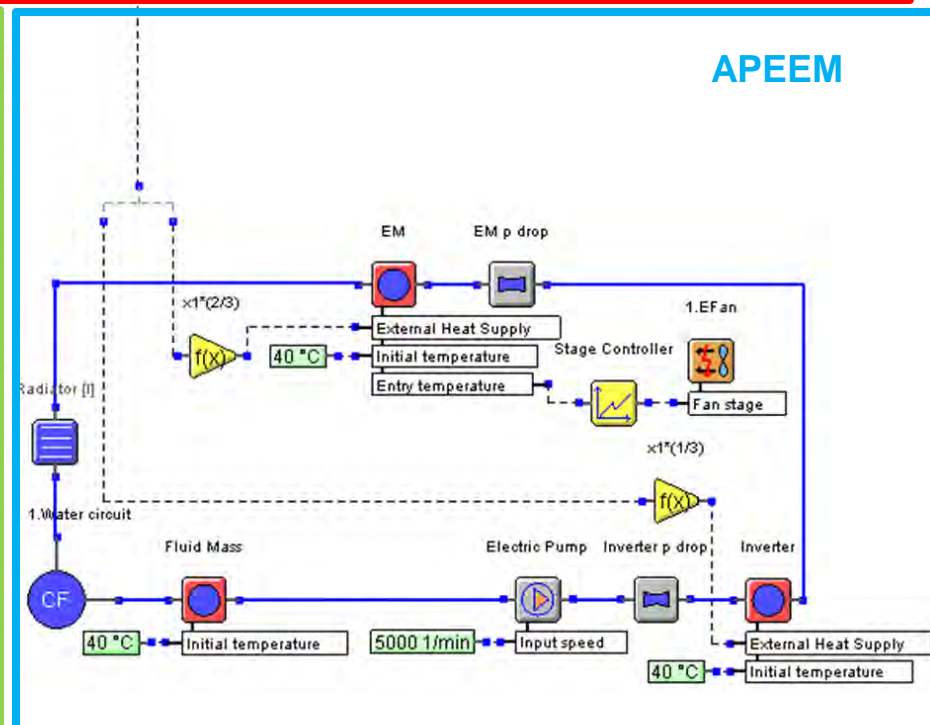 APEEM
EM
EM p drop
x1*(2/3)
1.EFan
f(x)
External Heat Supply
40 °C
Initial temperature
Stage Controller
Entry temperature
Fan stage
Radiator [I]
x1*(1/3)
f(x)
1.Water circuit
Fluid Mass
Electric Pump
Inverter p drop
Inverter
CF
40 °C
Initial temperature
5000 1/min
Input speed
External Heat Supply
40 °C
Initial temperature